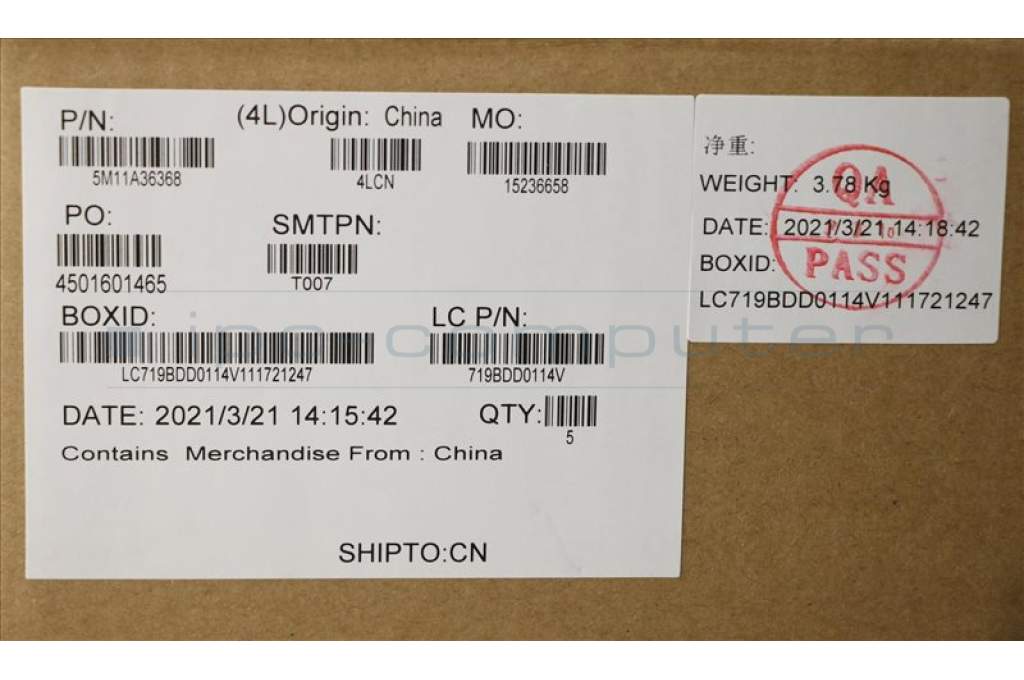 P/N: (4L)Origin: China MO:
5M11A36368 4LCN 15236658
PO: SMTPN:
4501601465 T007
BOXID: LC P/N:
LC719BDD0114V111721247 719BDD0114V
DATE: 2021/3/21 14:15:42 QTY:
5
Contains Merchandise From : China
SHIPTO:CN
净重:
WEIGHT: 3.78 Kg
DATE: 2021/3/21 14:18:42
BOXID:
LC719BDD0114V111721247
QA
PASS
ipc-computer